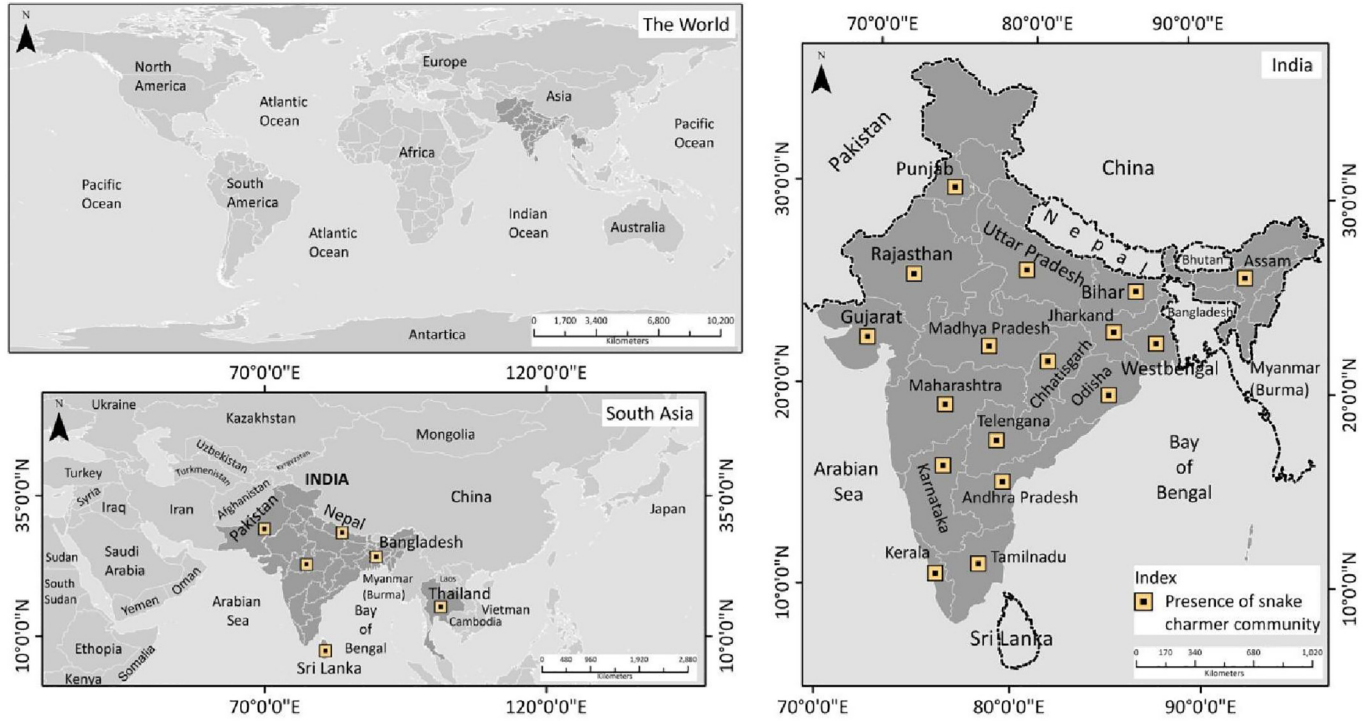 N
The World
North
America
Europe
Asia
Atlantic
Ocean
Pacific
Ocean
Africa
Pacific
Ocean
South
America
Indian
Ocean
Australia
Atlantic
Ocean
Antartica
0 1,700 3,400 6,800 10,200
Kilometers
70°0'0"E 120°0'0"E
N
South Asia
Ukraine
Kazakhstan
Mongolia
Uzbekistan
Kyrgyzstan
Turkmenistan
Turkey
Syria
Iraq
Iran
Afghanistan
INDIA
China
Japan
Pakistan
Nepal
Bangladesh
Sudan
Saudi
Arabia
Oman
South
Sudan
Yemen
Arabian
Sea
Myanmar
(Burma)
Laos
Thailand
Vietman
Cambodia
Bay
of
Bengal
Ethiopia
Somalia
Kenya
Sri Lanka
0 480 960 1,920 2,880
Kilometers
35°0'0"N
10°0'0"N
35°0'0"N
10°0'0"N
70°0'0"E 120°0'0"E
70°0'0"E 80°0'0"E 90°0'0"E
N
India
Pakistan
China
Punjab
Nepal
Uttar Pradesh
Rajasthan
Bhutan
Assam
Bihar
Jharkand
Bangladesh
Gujarat
Madhya Pradesh
Chhatisgarh
Westbengal
Myanmar
(Burma)
Maharashtra
Odisha
Telengana
Arabian
Sea
Karnataka
Andhra Pradesh
Bay
of
Bengal
Kerala
Tamilnadu
Sri Lanka
Index
Presence of snake
charmer community
0 170 340 680 1,020
Kilometers
30°0'0"N
20°0'0"N
10°0'0"N
30°0'0"N
20°0'0"N
10°0'0"N
70°0'0"E 80°0'0"E 90°0'0"E